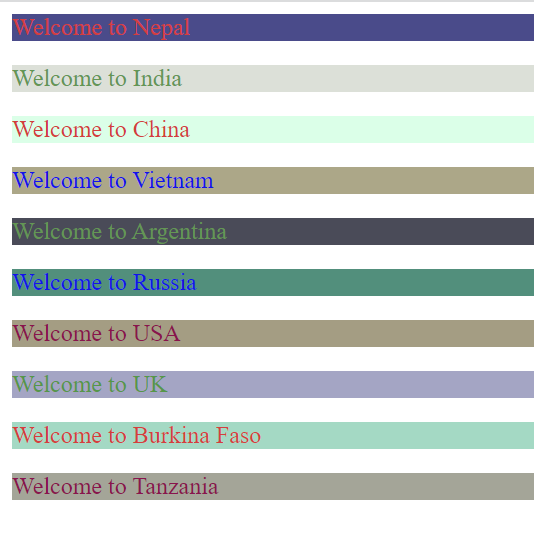 Welcome to Nepal
Welcome to India
Welcome to China
Welcome to Vietnam
Welcome to Argentina
Welcome to Russia
Welcome to USA
Welcome to UK
Welcome to Burkina Faso
Welcome to Tanzania